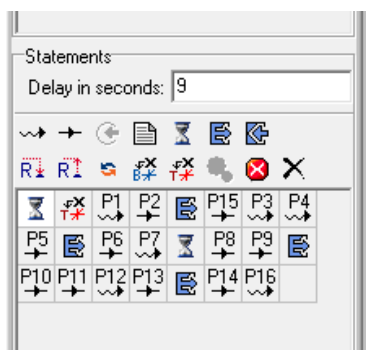 Statements
Delay in seconds: 9
R R B T
T P1 P2 P15 P3 P4
P5 P6 P7 P8 P9
P10 P11 P12 P13 P14 P16